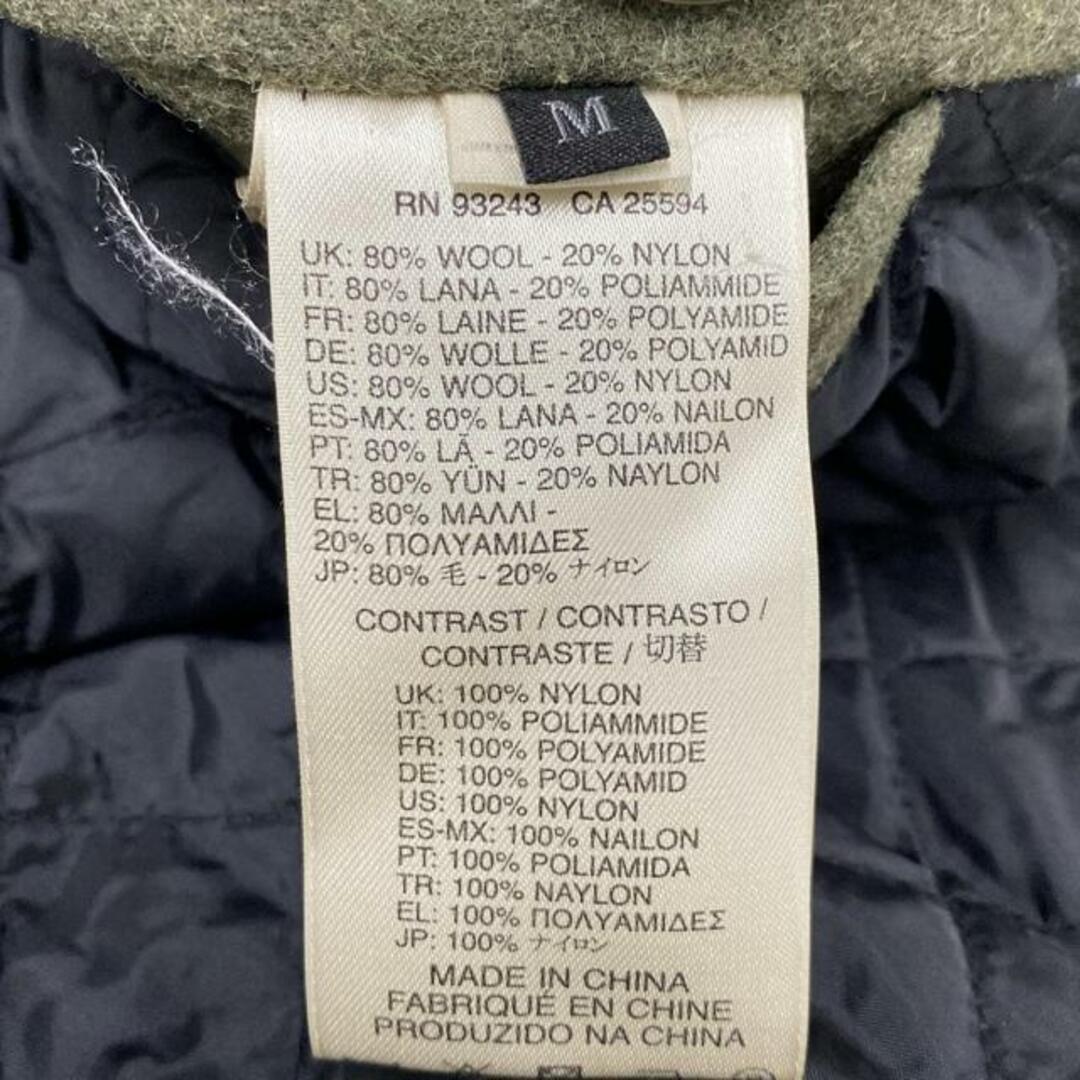 M
RN 93243 CA 25594
UK: 80% WOOL - 20% NYLON
IT: 80% LANA - 20% POLIAMMIDE
FR: 80% LAINE - 20% POLYAMIDE
DE: 80% WOLLE - 20% POLYAMID
US: 80% WOOL - 20% NYLON
ES-MX: 80% LANA - 20% NAILON
PT: 80% LÃ - 20% POLIAMIDA
TR: 80% YÜN - 20% NAYLON
EL: 80% ΜΑΛΛΙ -
20% ΠΟΛΥΑΜΙΔΕΣ
JP: 80% 毛 - 20% ナイロン
CONTRAST / CONTRASTO /
CONTRASTE / 切替
UK: 100% NYLON
IT: 100% POLIAMMIDE
FR: 100% POLYAMIDE
DE: 100% POLYAMID
US: 100% NYLON
ES-MX: 100% NAILON
PT: 100% POLIAMIDA
TR: 100% NAYLON
EL: 100% ΠΟΛΥΑΜΙΔΕΣ
JP: 100% ナイロン
MADE IN CHINA
FABRIQUÉ EN CHINE
PRODUZIDO NA CHINA